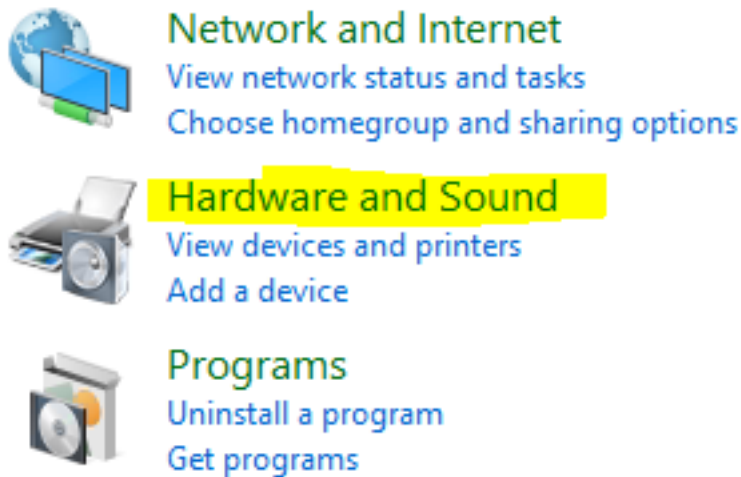 Network and Internet
View network status and tasks
Choose homegroup and sharing options
Hardware and Sound
View devices and printers
Add a device
Programs
Uninstall a program
Get programs